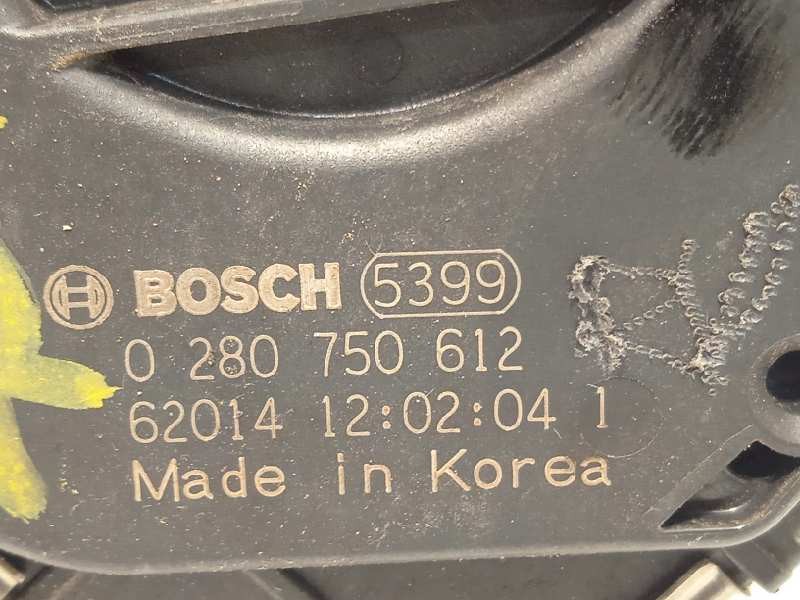 BOSCH 5399
0 280 750 612
62014 12:02:04 1
Made in Korea